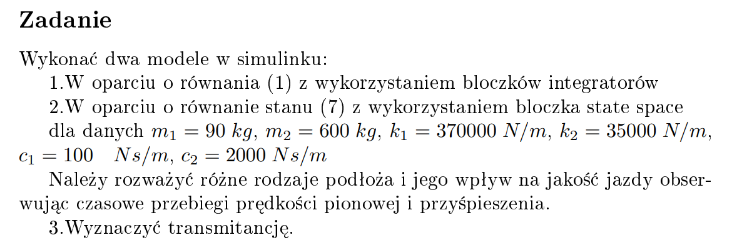 Zadanie
Wykonać dwa modele w simulinku:
1.W oparciu o równania (1) z wykorzystaniem bloczków integratorów
2.W oparciu o równanie stanu (7) z wykorzystaniem bloczka state space
dla danych m₁ = 90 kg, m₂ = 600 kg, k₁ = 370000 N/m, k₂ = 35000 N/m,
c₁ = 100 Ns/m, c₂ = 2000 Ns/m
Należy rozważyć różne rodzaje podłoża i jego wpływ na jakość jazdy obser-
wując czasowe przebiegi prędkości pionowej i przyśpieszenia.
3.Wyznaczyć transmitancję.